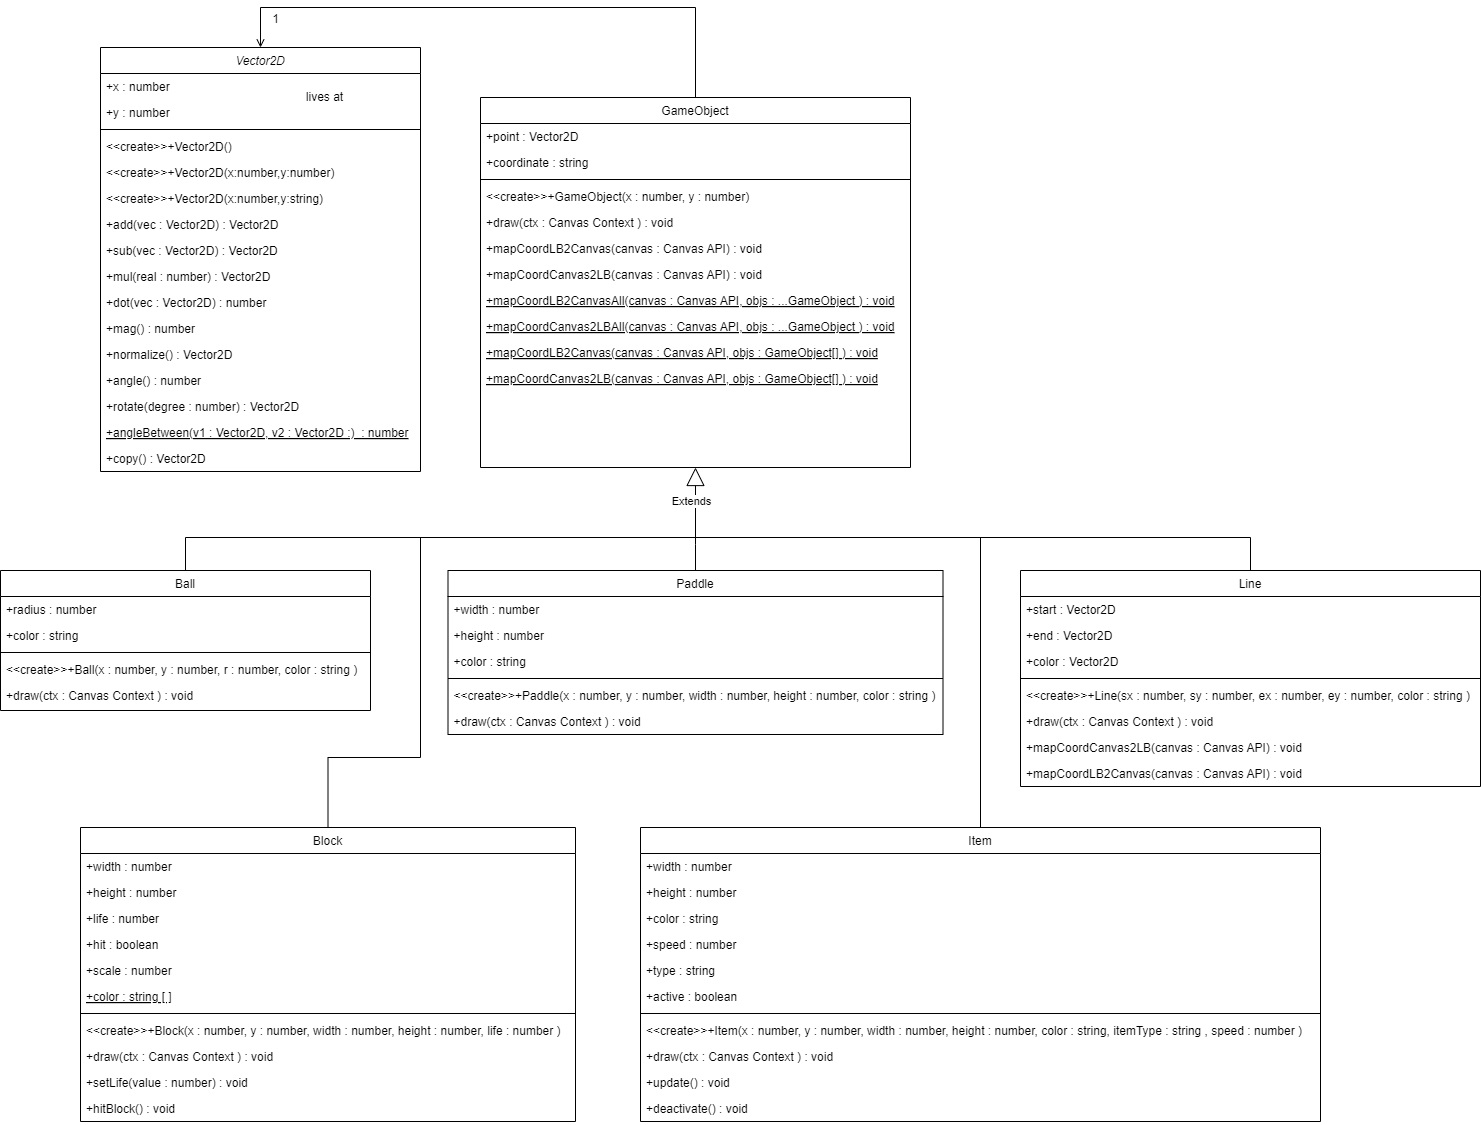 1
Vector2D
+x : number
lives at
+y : number
<<create>>+Vector2D()
<<create>>+Vector2D(x:number,y:number)
<<create>>+Vector2D(x:number,y:string)
+add(vec : Vector2D) : Vector2D
+sub(vec : Vector2D) : Vector2D
+mul(real : number) : Vector2D
+dot(vec : Vector2D) : number
+mag() : number
+normalize() : Vector2D
+angle() : number
+rotate(degree : number) : Vector2D
+angleBetween(v1 : Vector2D, v2 : Vector2D :)  : number
+copy() : Vector2D
GameObject
+point : Vector2D
+coordinate : string
<<create>>+GameObject(x : number, y : number)
+draw(ctx : Canvas Context ) : void
+mapCoordLB2Canvas(canvas : Canvas API) : void
+mapCoordCanvas2LB(canvas : Canvas API) : void
+mapCoordLB2CanvasAll(canvas : Canvas API, objs : ...GameObject ) : void
+mapCoordCanvas2LBAll(canvas : Canvas API, objs : ...GameObject ) : void
+mapCoordLB2Canvas(canvas : Canvas API, objs : GameObject[] ) : void
+mapCoordCanvas2LB(canvas : Canvas API, objs : GameObject[] ) : void
Extends
Ball
+radius : number
+color : string
<<create>>+Ball(x : number, y : number, r : number, color : string )
+draw(ctx : Canvas Context ) : void
Paddle
+width : number
+height : number
+color : string
<<create>>+Paddle(x : number, y : number, width : number, height : number, color : string )
+draw(ctx : Canvas Context ) : void
Line
+start : Vector2D
+end : Vector2D
+color : Vector2D
<<create>>+Line(sx : number, sy : number, ex : number, ey : number, color : string )
+draw(ctx : Canvas Context ) : void
+mapCoordCanvas2LB(canvas : Canvas API) : void
+mapCoordLB2Canvas(canvas : Canvas API) : void
Block
+width : number
+height : number
+life : number
+hit : boolean
+scale : number
+color : string [ ]
<<create>>+Block(x : number, y : number, width : number, height : number, life : number )
+draw(ctx : Canvas Context ) : void
+setLife(value : number) : void
+hitBlock() : void
Item
+width : number
+height : number
+color : string
+speed : number
+type : string
+active : boolean
<<create>>+Item(x : number, y : number, width : number, height : number, color : string, itemType : string , speed : number )
+draw(ctx : Canvas Context ) : void
+update() : void
+deactivate() : void